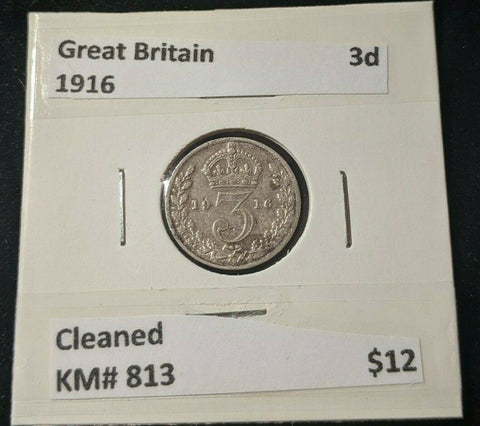 Great Britain 3d
1916
19 16
3
Cleaned
KM# 813 $12